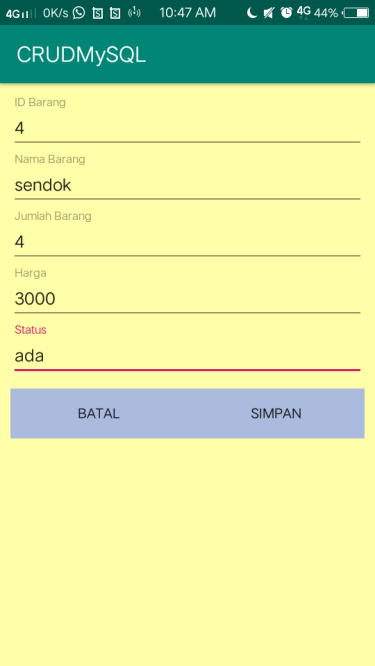 4G 0K/s 10:47 AM 4G 44%
CRUDMySQL
ID Barang
4
Nama Barang
sendok
Jumlah Barang
4
Harga
3000
Status
ada
BATAL SIMPAN